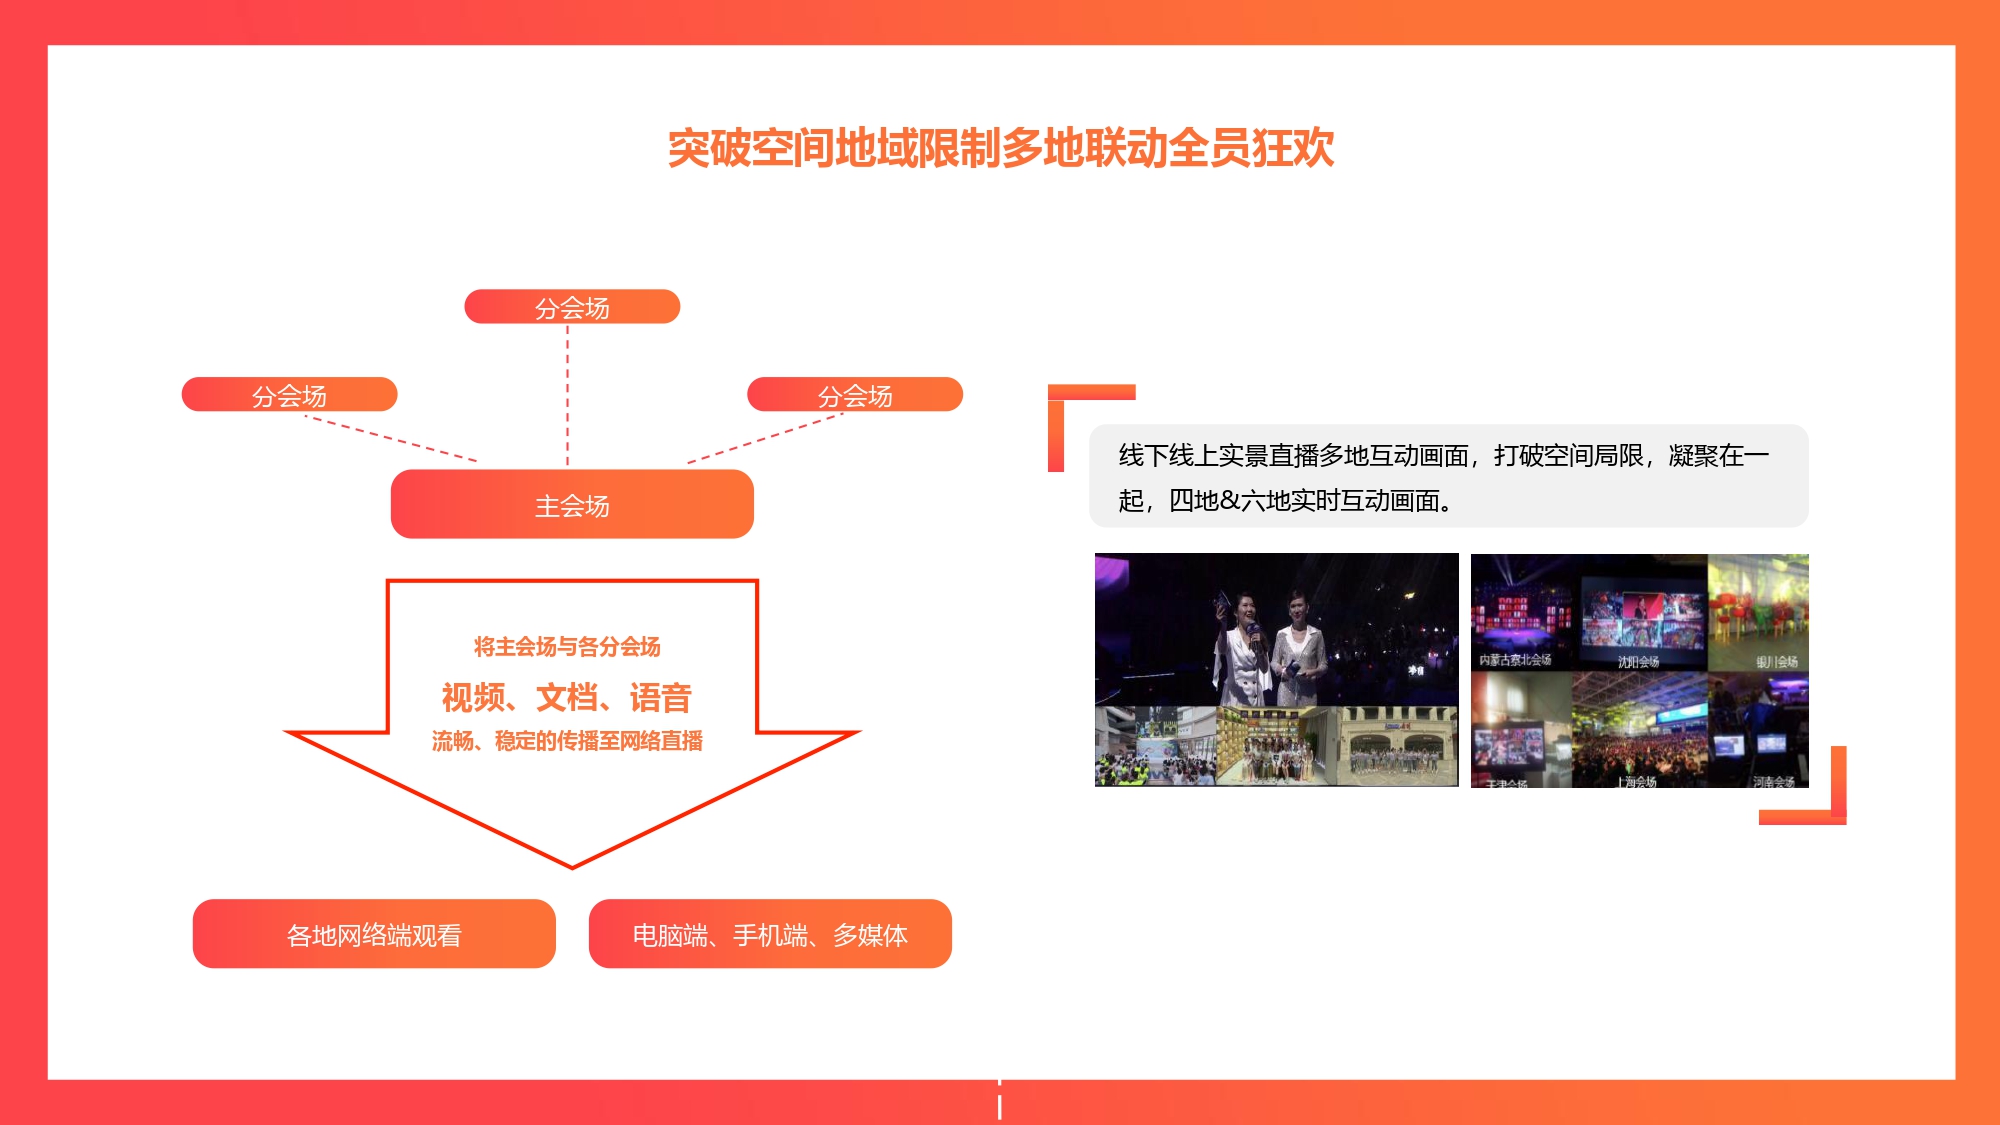 突破空间地域限制多地联动全员狂欢
分会场
分会场
分会场
主会场
将主会场与各分会场
视频、文档、语音
流畅、稳定的传播至网络直播
各地网络端观看
电脑端、手机端、多媒体
线下线上实景直播多地互动画面，打破空间局限，凝聚在一
起，四地&六地实时互动画面。
内蒙古塞北会场
沈阳会场
银川会场
天津会场
上海会场
河南会场